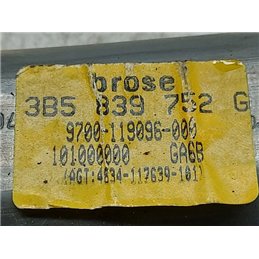 brose
3B5 839 752 G
9700-119096-000
101000000 GA6B
(AGT:4834-117639-101)